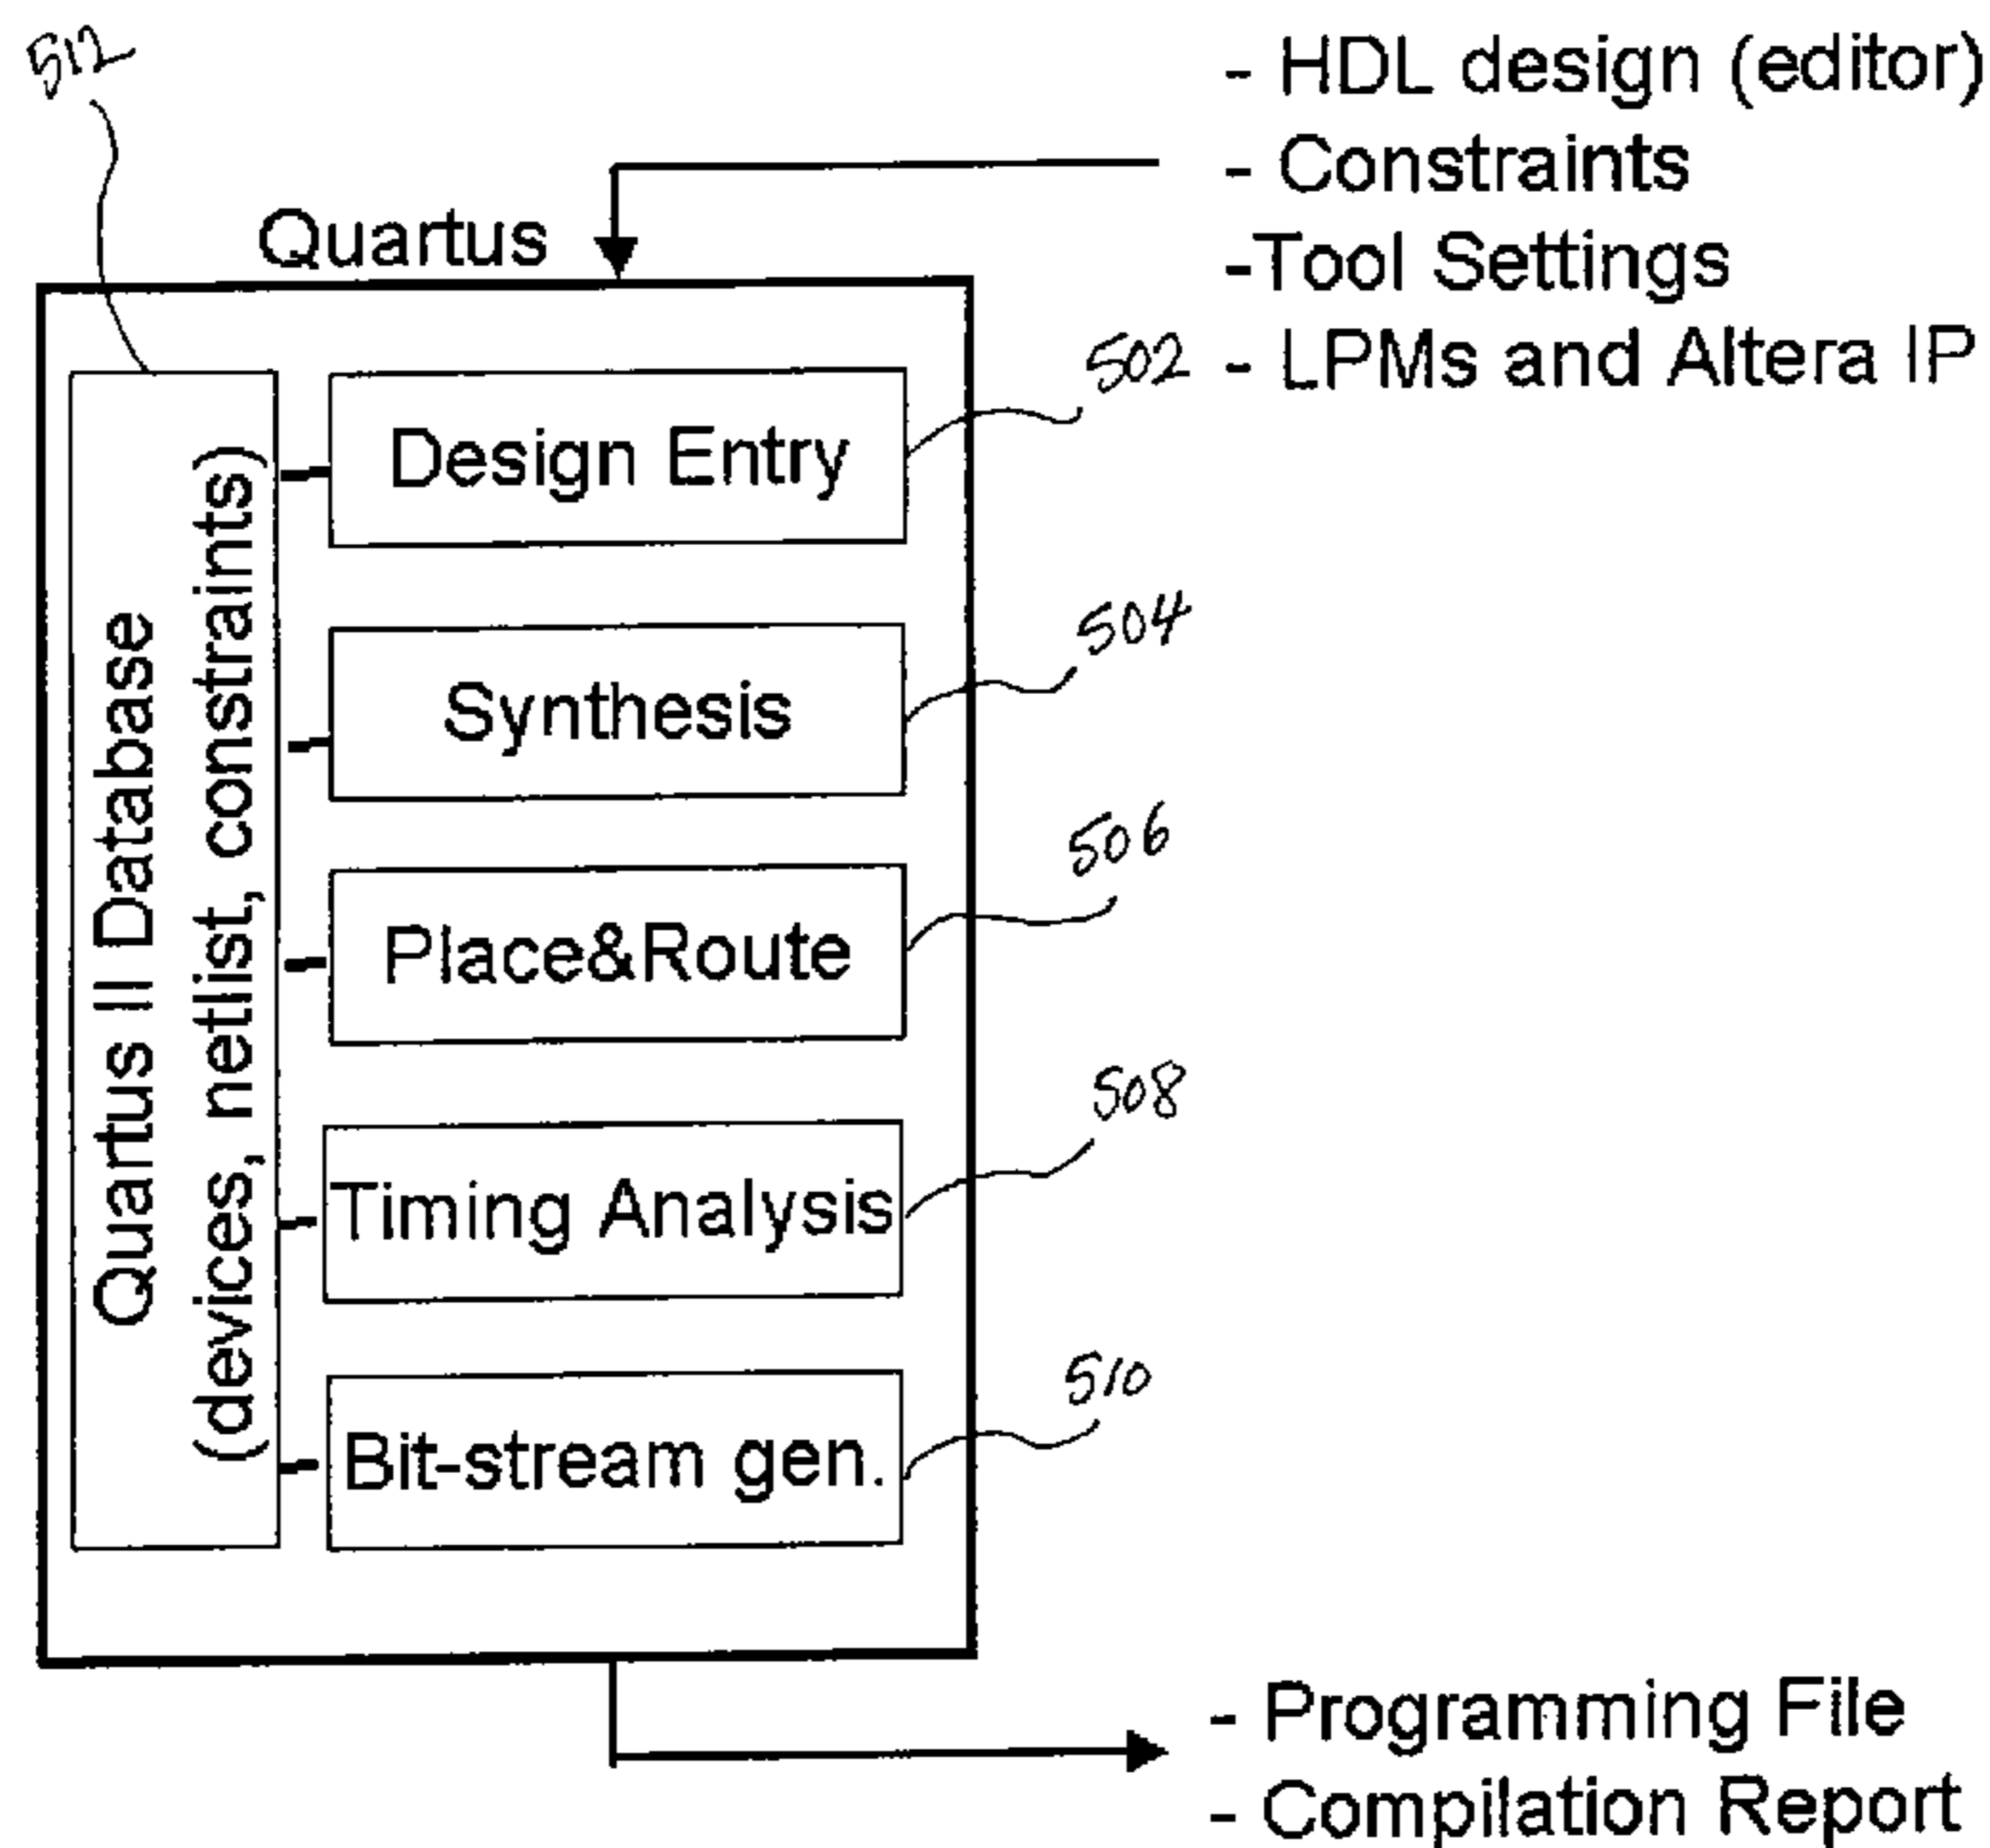 512
- HDL design (editor)
- Constraints
-Tool Settings
- LPMs and Altera IP
Quartus
Quartus II Database
(devices, netlist, constraints)
Design Entry
502
Synthesis
504
Place&Route
506
Timing Analysis
508
Bit-stream gen.
510
- Programming File
- Compilation Report